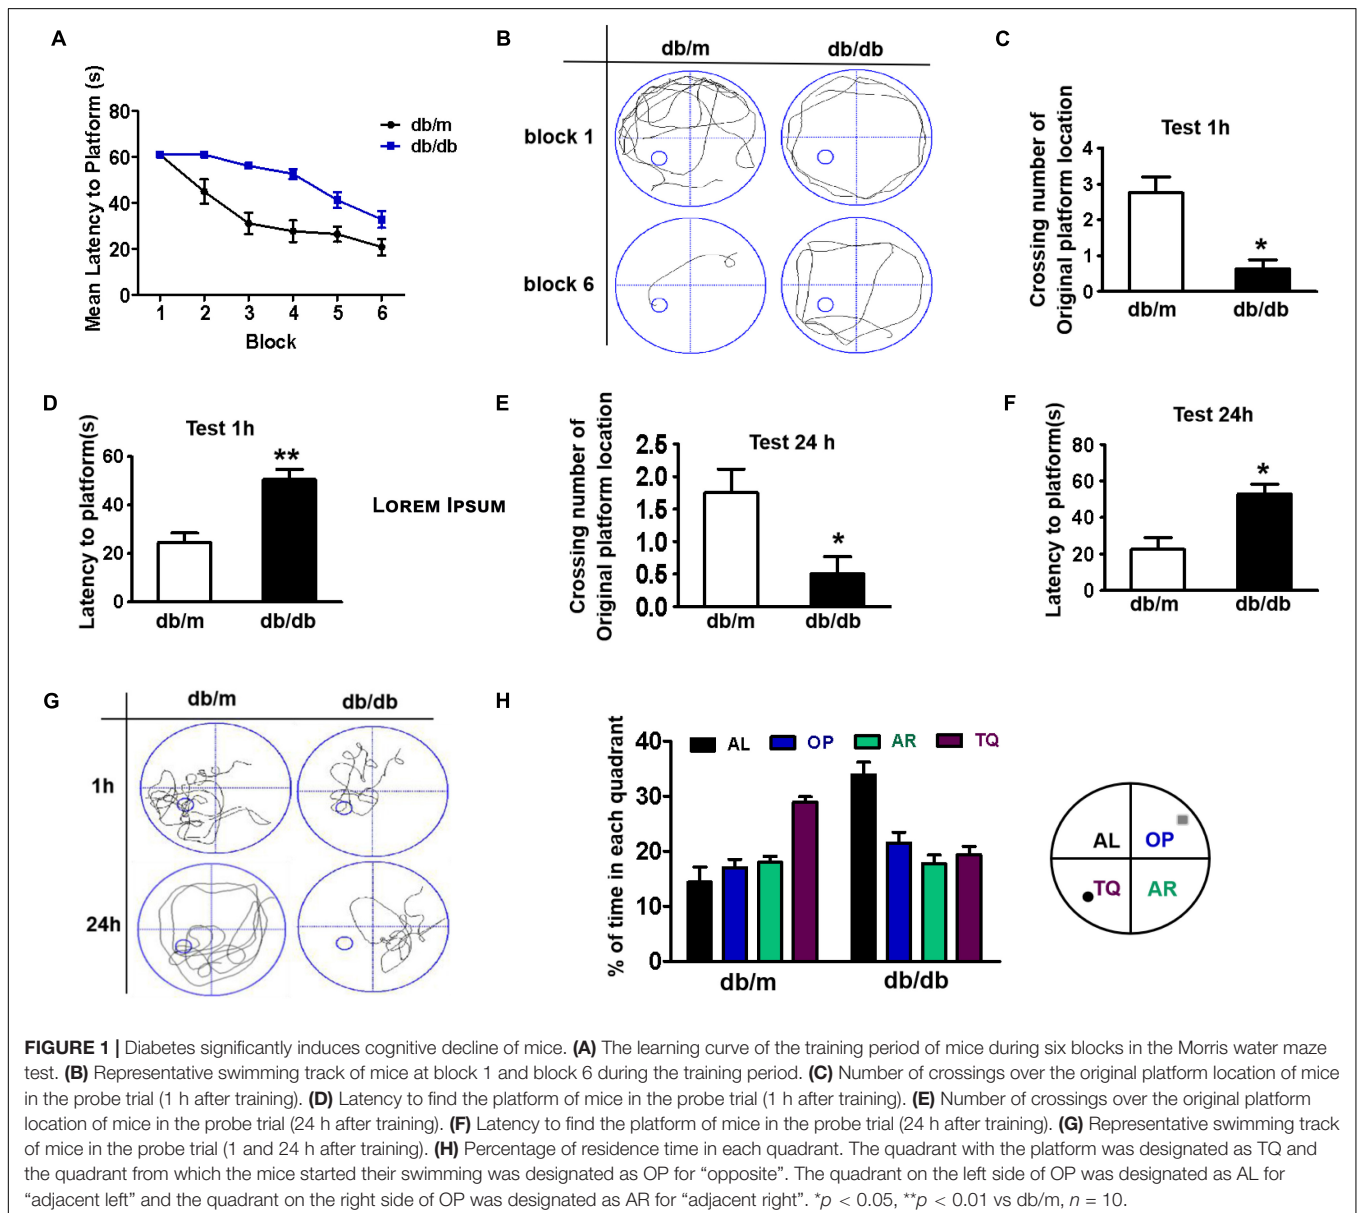 A
Mean Latency to Platform (s)
80
60
40
20
0
1 2 3 4 5 6
Block
db/m
db/db
B
db/m db/db
block 1
block 6
C
Test 1h
Crossing number of
Original platform location
4
3
2
1
0
*
db/m db/db
D
Test 1h
Latency to platform(s)
60
40
20
0
**
db/m db/db
LOREM IPSUM
E
Test 24 h
Crossing number of
Original platform location
2.5
2.0
1.5
1.0
0.5
0.0
*
db/m db/db
F
Test 24h
Latency to platform(s)
80
60
40
20
0
*
db/m db/db
G
db/m db/db
1h
24h
H
% of time in each quadrant
40
30
20
10
0
AL OP AR TQ
db/m db/db
AL OP
TQ AR
FIGURE 1 | Diabetes significantly induces cognitive decline of mice. (A) The learning curve of the training period of mice during six blocks in the Morris water maze
test. (B) Representative swimming track of mice at block 1 and block 6 during the training period. (C) Number of crossings over the original platform location of mice
in the probe trial (1 h after training). (D) Latency to find the platform of mice in the probe trial (1 h after training). (E) Number of crossings over the original platform
location of mice in the probe trial (24 h after training). (F) Latency to find the platform of mice in the probe trial (24 h after training). (G) Representative swimming track
of mice in the probe trial (1 and 24 h after training). (H) Percentage of residence time in each quadrant. The quadrant with the platform was designated as TQ and
the quadrant from which the mice started their swimming was designated as OP for “opposite”. The quadrant on the left side of OP was designated as AL for
“adjacent left” and the quadrant on the right side of OP was designated as AR for “adjacent right”. *p < 0.05, **p < 0.01 vs db/m, n = 10.